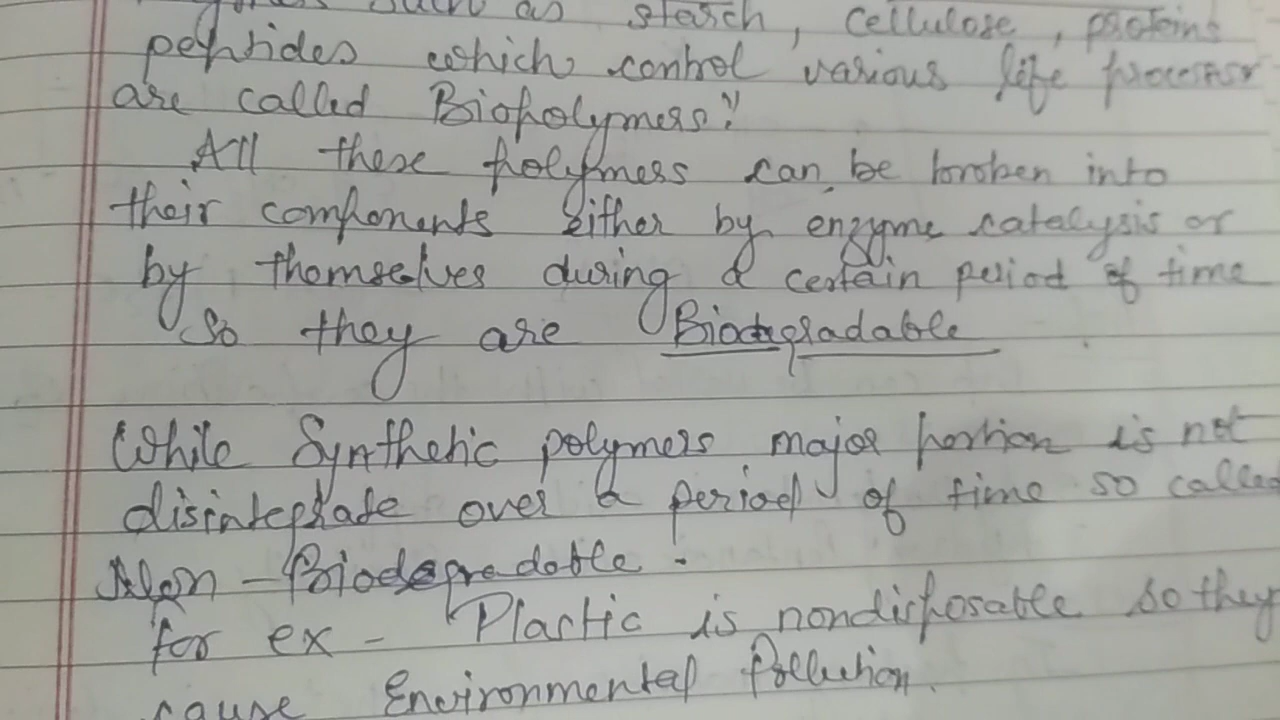 such as starch, cellulose, proteins
peptides which control various life processes
are called Biopolymers"
All these polymers can be broken into
their components either by enzyme catalysis or
by themselves during a certain period of time
So they are Biodegradable
While Synthetic polymers major portion is not
disintegrate over a period of time so called
Non - Biodegradable.
for ex - Plastic is nondisposable so they
cause Environmental Pollution.